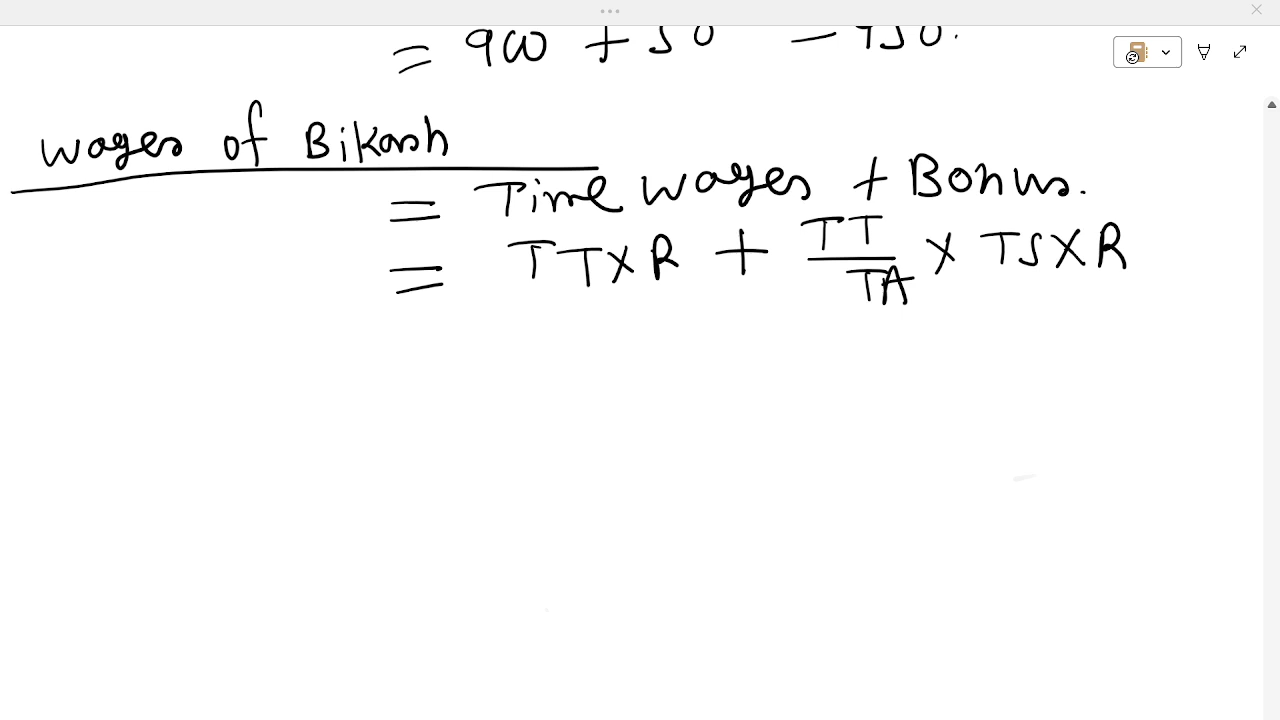 = 900 + 50 = 950.
Wages of Bikash
= Time wages + Bonus.
= TT X R + TT/TA X TS X R